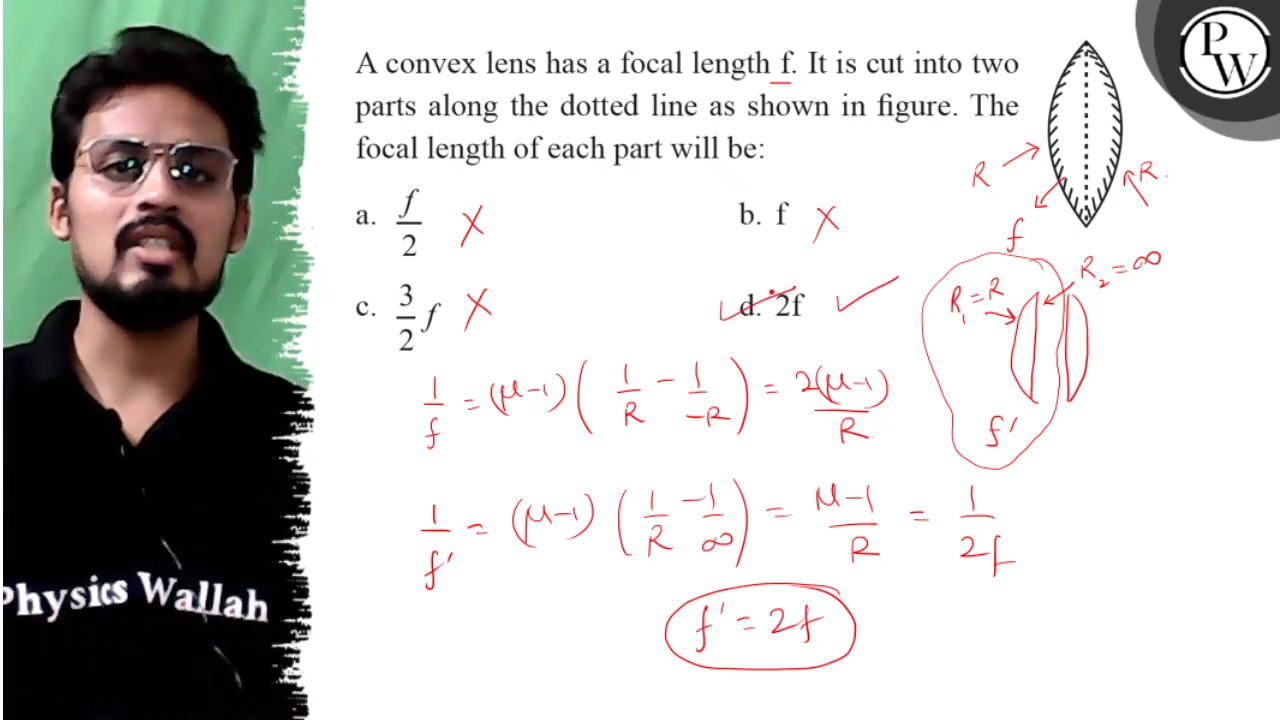 A convex lens has a focal length f. It is cut into two
parts along the dotted line as shown in figure. The
focal length of each part will be:
a. f/2 ×
b. f ×
c. 3/2 f ×
d. 2f ✓
R
R.
f
R₁ = R
R₂ = ∞
f'
1/f = (μ-1) ( 1/R - 1/-R ) = 2(μ-1)/R
1/f' = (μ-1) ( 1/R - 1/∞ ) = μ-1/R = 1/2f
f' = 2f
PW
Physics Wallah